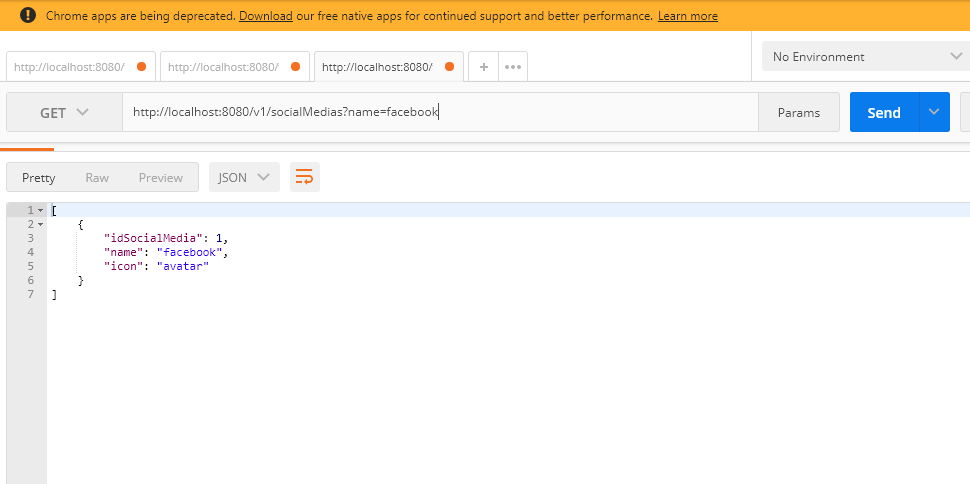 Chrome apps are being deprecated. Download our free native apps for continued support and better performance. Learn more
http://localhost:8080/ http://localhost:8080/ http://localhost:8080/ + ••• No Environment
GET http://localhost:8080/v1/socialMedias?name=facebook Params Send
Pretty Raw Preview JSON
1 [
2 {
3 "idSocialMedia": 1,
4 "name": "facebook",
5 "icon": "avatar"
6 }
7 ]